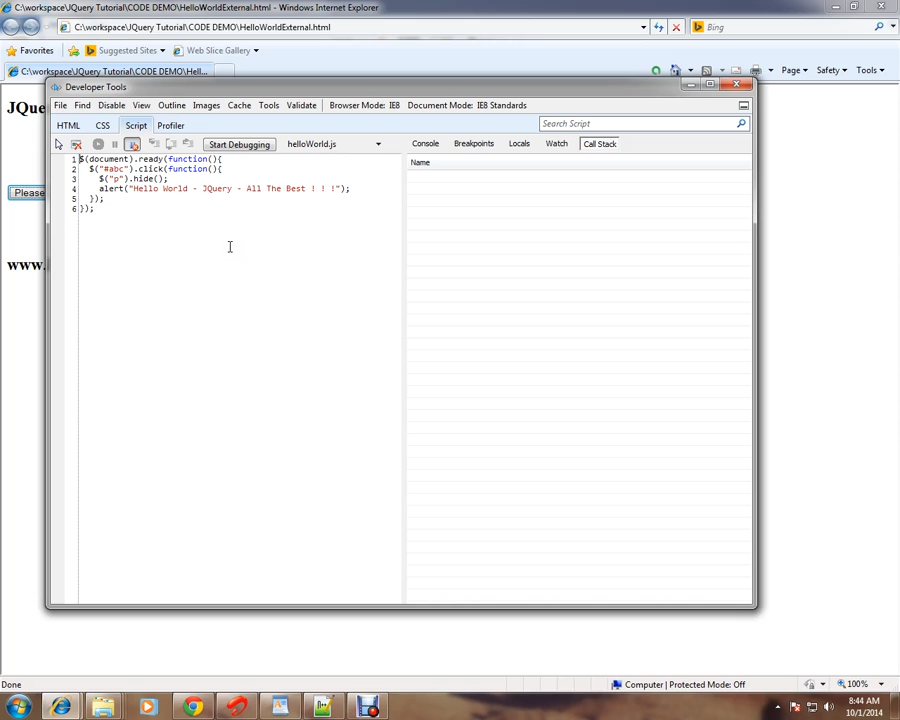 C:\workspace\JQuery Tutorial\CODE DEMO\HelloWorldExternal.html - Windows Internet Explorer
C:\workspace\JQuery Tutorial\CODE DEMO\HelloWorldExternal.html
Bing
Favorites Suggested Sites Web Slice Gallery
C:\workspace\JQuery Tutorial\CODE DEMO\Hell...
Page Safety Tools
JQue
Please
www.
Developer Tools
File Find Disable View Outline Images Cache Tools Validate Browser Mode: IE8 Document Mode: IE8 Standards
HTML CSS Script Profiler
Search Script
Start Debugging helloWorld.js
Console Breakpoints Locals Watch Call Stack
Name
1 $(document).ready(function(){
2 $("#abc").click(function(){
3 $("p").hide();
4 alert("Hello World - JQuery - All The Best ! ! !");
5 });
6 });
Done
Computer | Protected Mode: Off
100%
8:44 AM
10/1/2014